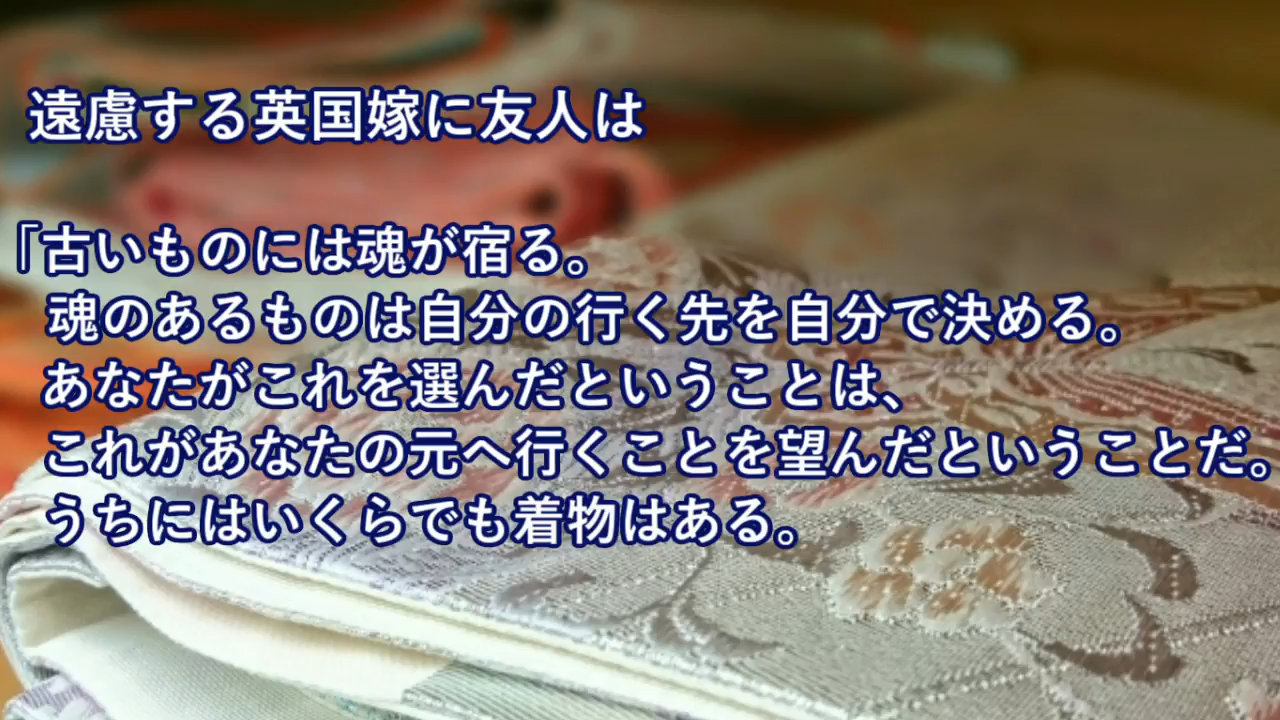 遠慮する英国嫁に友人は
「古いものには魂が宿る。
魂のあるものは自分の行く先を自分で決める。
あなたがこれを選んだということは、
これがあなたの元へ行くことを望んだということだ。
うちにはいくらでも着物はある。